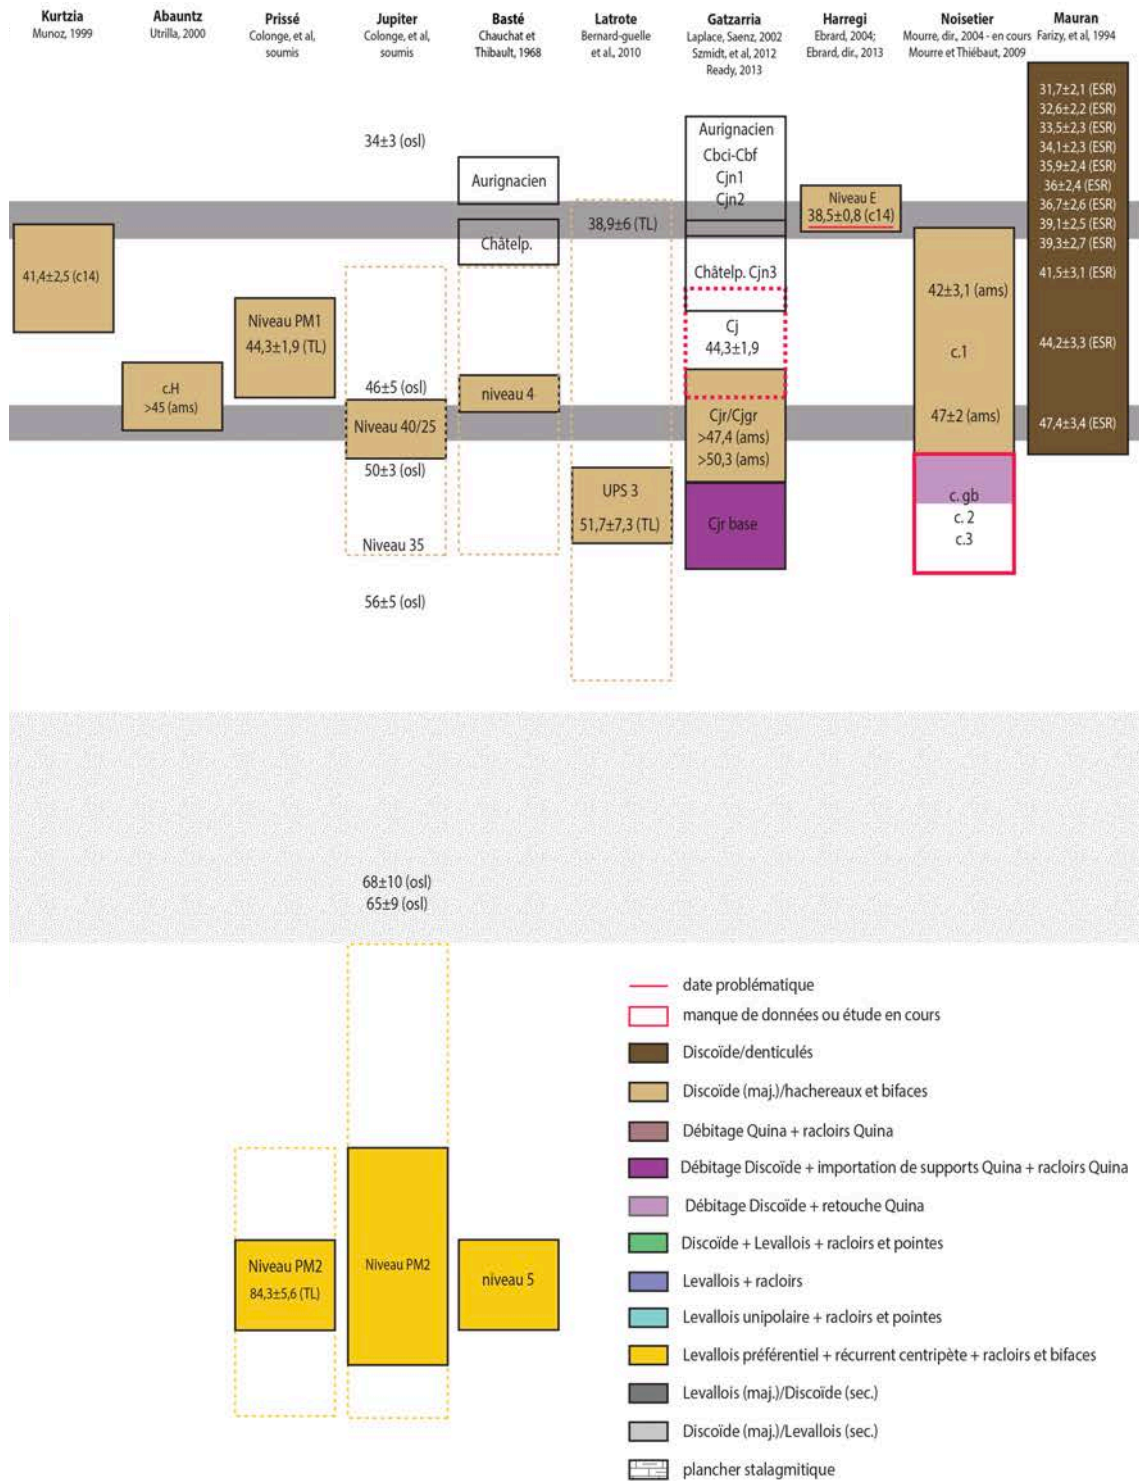 Kurtzia
Munoz, 1999
Abauntz
Utrilla, 2000
Prissé
Colonge, et al,
soumis
Jupiter
Colonge, et al,
soumis
Basté
Chauchat et
Thibault, 1968
Latrote
Bernard-guelle
et al., 2010
Gatzarria
Laplace, Saenz, 2002
Szmidt, et al, 2012
Ready, 2013
Harregi
Ebrard, 2004;
Ebrard, dir., 2013
Noisetier
Mourre, dir., 2004 - en cours
Mourre et Thiébaut, 2009
Mauran
Farizy, et al, 1994
41,4±2,5 (c14)
c.H
>45 (ams)
Niveau PM1
44,3±1,9 (TL)
34±3 (osl)
46±5 (osl)
Niveau 40/25
50±3 (osl)
Niveau 35
56±5 (osl)
68±10 (osl)
65±9 (osl)
Aurignacien
Châtelp.
niveau 4
38,9±6 (TL)
UPS 3
51,7±7,3 (TL)
Aurignacien
Cbci-Cbf
Cjn1
Cjn2
Châtelp. Cjn3
Cj
44,3±1,9
Cjr/Cjgr
>47,4 (ams)
>50,3 (ams)
Cjr base
Niveau E
38,5±0,8 (c14)
42±3,1 (ams)
c.1
47±2 (ams)
c. gb
c. 2
c.3
31,7±2,1 (ESR)
32,6±2,2 (ESR)
33,5±2,3 (ESR)
34,1±2,3 (ESR)
35,9±2,4 (ESR)
36±2,4 (ESR)
36,7±2,6 (ESR)
39,1±2,5 (ESR)
39,3±2,7 (ESR)
41,5±3,1 (ESR)
44,2±3,3 (ESR)
47,4±3,4 (ESR)
Niveau PM2
84,3±5,6 (TL)
Niveau PM2
niveau 5
date problématique
manque de données ou étude en cours
Discoïde/denticulés
Discoïde (maj.)/hachereaux et bifaces
Débitage Quina + racloirs Quina
Débitage Discoïde + importation de supports Quina + racloirs Quina
Débitage Discoïde + retouche Quina
Discoïde + Levallois + racloirs et pointes
Levallois + racloirs
Levallois unipolaire + racloirs et pointes
Levallois préférentiel + récurrent centripète + racloirs et bifaces
Levallois (maj.)/Discoïde (sec.)
Discoïde (maj.)/Levallois (sec.)
plancher stalagmitique